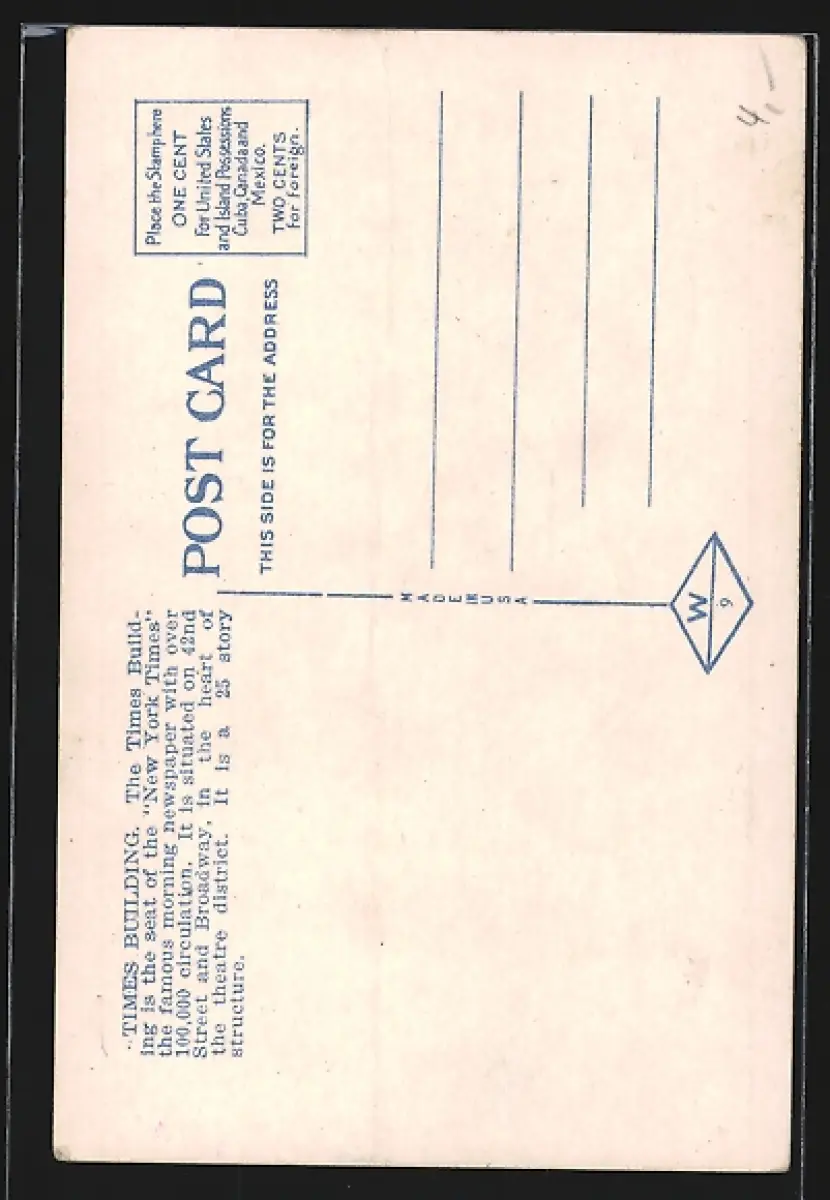 TIMES BUILDING. The Times Build-
ing is the seat of the "New York Times"
the famous morning newspaper with over
100,000 circulation. It is situated on 42nd
Street and Broadway, in the heart of
the theatre district. It is a 25 story
structure.
POST CARD
THIS SIDE IS FOR THE ADDRESS
Place the Stamp here
ONE CENT
For United States
and Island Possessions
Cuba, Canada and
Mexico.
TWO CENTS
for Foreign.
MADE IN USA
W
9
4,-